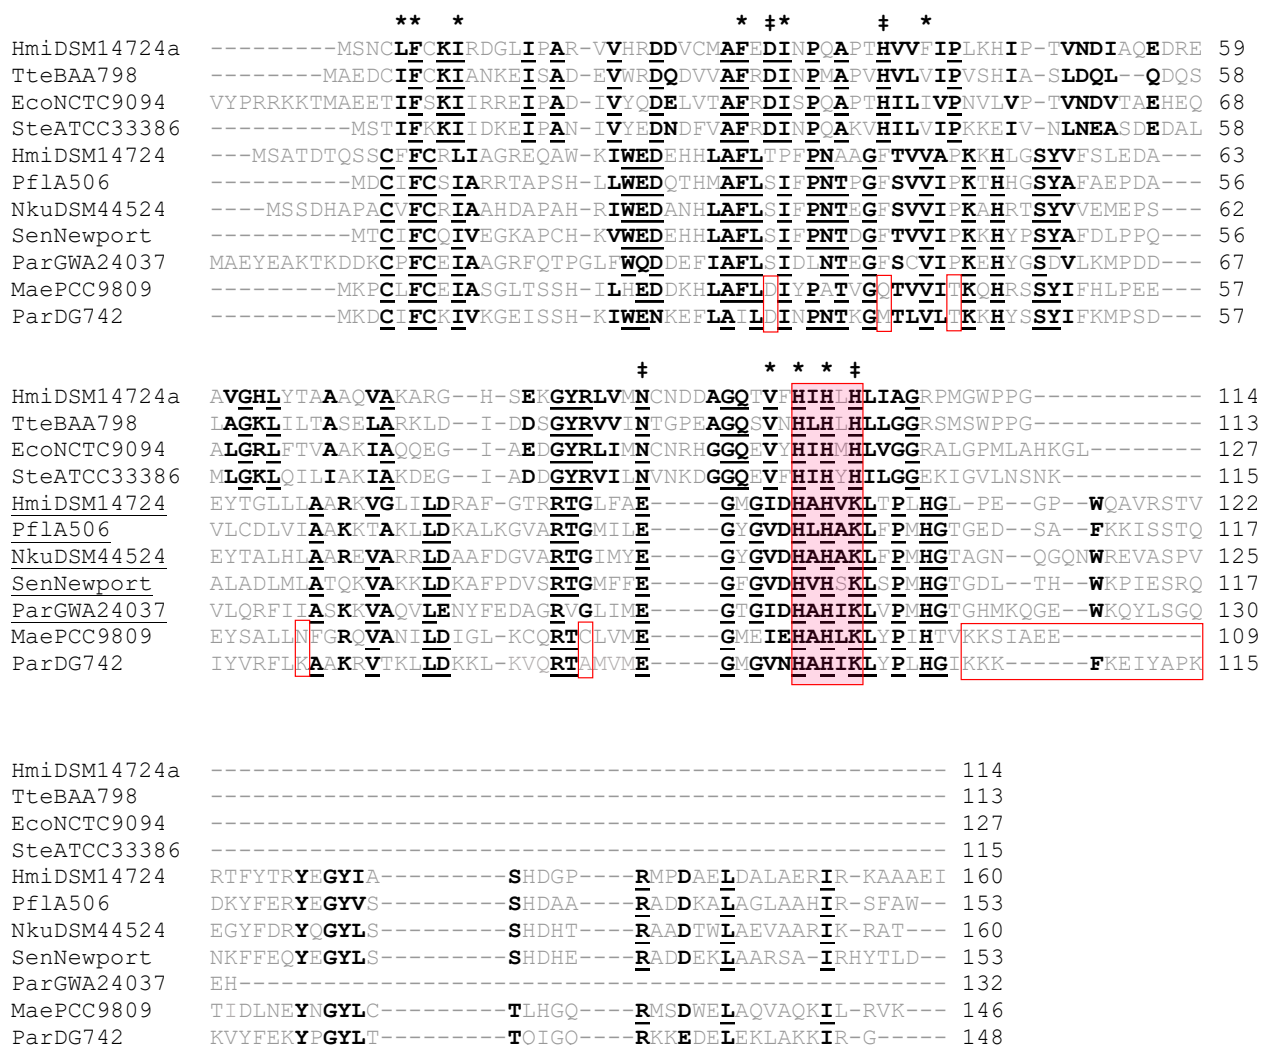 ** * * ‡* ‡ *
HmiDSM14724a ---------MSNCLFCKIRDGLIPAR-VVHRDDVCMAFEDINPQAPTHVVFIPLKHIP-TVNDIAQEDRE 59
TteBAA798 --------MAEDCIFCKIANKEISAD-EVWRDQDVVAFRDINPMAPVHVLVIPVSHIA-SLDQL--QDQS 58
EcoNCTC9094 VYPRRKKTMAEETIFSKIIRREIPAD-IVYQDELVTAFRDISPQAPTHILIVPNVLVP-TVNDVTAEHEQ 68
SteATCC33386 ----------MSTIFKKIIDKEIPAN-IVYEDNDFVAFRDINPQAKVHILVIPKKEIV-NLNEASDEDAL 58
HmiDSM14724 ---MSATDTQSSCFFCRLIAGREQAW-KIWEDEHHLAFLTPFPNAAGFTVVAPKKHLGSYVFSLEDA--- 63
PflA506 ----------MDCIFCSIARRTAPSH-LLWEDQTHMAFLSIFPNTPGFSVVIPKTHHGSYAFAEPDA--- 56
NkuDSM44524 ----MSSDHAPACVFCRIAAHDAPAH-RIWEDANHLAFLSIFPNTEGFSVVIPKAHRTSYVVEMEPS--- 62
SenNewport ----------MTCIFCQIVEGKAPCH-KVWEDEHHLAFLSIFPNTDGFTVVIPKKHYPSYAFDLPPQ--- 56
ParGWA24037 MAEYEAKTKDDKCPFCEIAAGRFQTPGLFWQDDEFIAFLSIDLNTEGFSCVIPKEHYGSDVLKMPDD--- 67
MaePCC9809 ----------MKPCLFCEIASGLTSSH-ILHEDDKHLAFLDIYPATVGQTVVITKQHRSSYIFHLPEE--- 57
ParDG742 ----------MKDCIFCKIVKGEISSH-KIWENKEFLAILDINPNTKGMTLVLTKKHYSSYIFKMPSD--- 57
‡ * * * ‡
HmiDSM14724a AVGHLYTAAAQVAKARG--H-SEKGYRLVMNCNDDAGQTVFHIHLHLIAGRPMGWPPG------------ 114
TteBAA798 LAGKLILTASELARKLD--I-DDSGYRVVINTGPEAGQSVNHLHLHLLGGRSMSWPPG------------ 113
EcoNCTC9094 ALGRLFTVAAKIAQQEG--I-AEDGYRLIMNCNRHGGQEVYHIHMHLVGGRALGPMLAHKGL-------- 127
SteATCC33386 MLGKLQILIAKIAKDEG--I-ADDGYRVILNVNKDGGQEVFHIHYHILGGEKIGVLNSNK---------- 115
HmiDSM14724 EYTGLLLAARKVGLILDRAF-GTRRTGLFAE-----GMGIDHAHVKLTPLHGL-PE--GP--WQAVRSTV 122
PflA506 VLCDLVIAAKKTAKLLDKALKGVARTGMILE-----GYGVDHLHAKLFPMHGTGED--SA--FKKISSTQ 117
NkuDSM44524 EYTALHLAAREVARRLDAAFDGVARTGIMYE-----GYGVDHAHAKLFPMHGTAGN--QGQNWREVASPV 125
SenNewport ALADLMLATQKVAKKLDKAFPDVSRTGMFFE-----GFGVDHVHSKLSPMHGTGDL--TH--WKPIESRQ 117
ParGWA24037 VLQRFIIASKKVAQVLENYFEDAGRVGLIME-----GTGIDHAHIKLVPMHGTGHMKQGE--WKQYLSGQ 130
MaePCC9809 EYSALLNFGRQVANILDIGL-KCQRTCLVME-----GMEIEHAHLKLYPIHTVKKSIAEE---------- 109
ParDG742 IYVRFLKAAKRVTKLLDKKL-KVQRTAMVME-----GMGVNHAHIKLYPLHGIKKK------FKEIYAPK 115
HmiDSM14724a ---------------------------------------------------- 114
TteBAA798 ---------------------------------------------------- 113
EcoNCTC9094 ---------------------------------------------------- 127
SteATCC33386 ---------------------------------------------------- 115
HmiDSM14724 RTFYTRYEGYIA---------SHDGP----RMPDAELDALAERIR-KAAAEI 160
PflA506 DKYFERYEGYVS---------SHDAA----RADDKALAGLAAHIR-SFAW-- 153
NkuDSM44524 EGYFDRYQGYLS---------SHDHT----RAADTWLAEVAARIK-RAT--- 160
SenNewport NKFFEQYEGYLS---------SHDHE----RADDEKLAARSA-IRHYTLD-- 153
ParGWA24037 EH-------------------------------------------------- 132
MaePCC9809 TIDLNEYNGYLC---------TLHGQ----RMSDWELAQVAQKIL-RVK--- 146
ParDG742 KVYFEKYPGYLT---------TQIGQ----RKKEDELEKLAKKIR-G----- 148